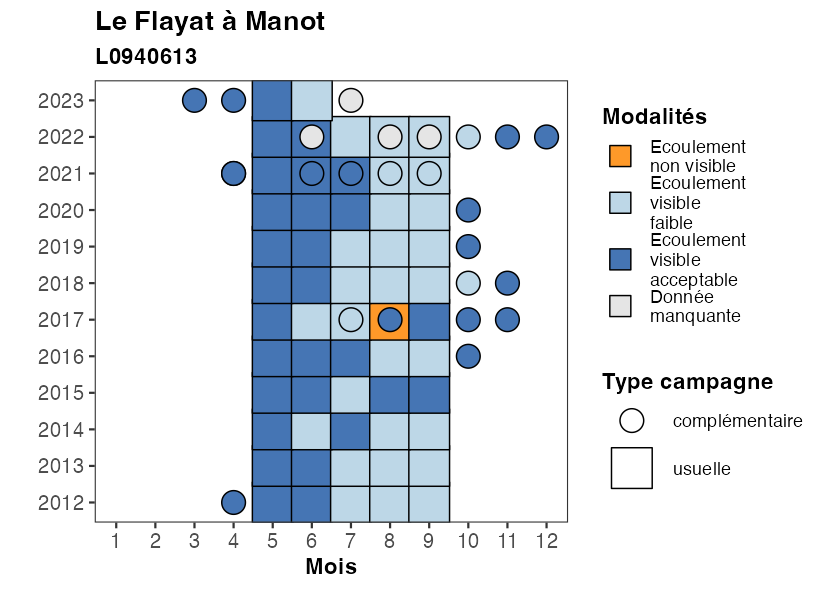 Le Flayat à Manot
L0940613
2023
2022
2021
2020
2019
2018
2017
2016
2015
2014
2013
2012
1 2 3 4 5 6 7 8 9 10 11 12
Mois
Modalités
Ecoulement
non visible
Ecoulement
visible
faible
Ecoulement
visible
acceptable
Donnée
manquante
Type campagne
complémentaire
usuelle